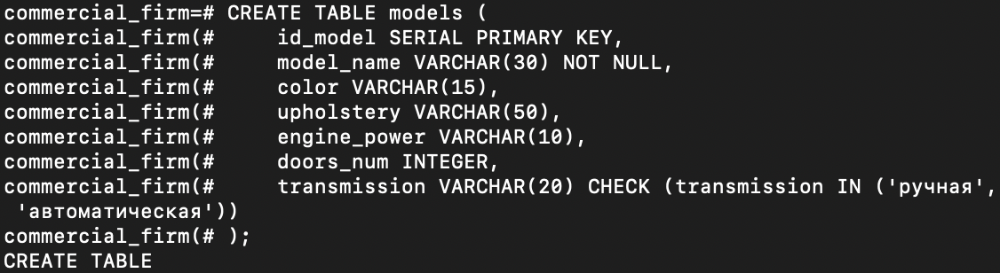 commercial_firm=# CREATE TABLE models (
commercial_firm(#     id_model SERIAL PRIMARY KEY,
commercial_firm(#     model_name VARCHAR(30) NOT NULL,
commercial_firm(#     color VARCHAR(15),
commercial_firm(#     upholstery VARCHAR(50),
commercial_firm(#     engine_power VARCHAR(10),
commercial_firm(#     doors_num INTEGER,
commercial_firm(#     transmission VARCHAR(20) CHECK (transmission IN ('ручная',
 'автоматическая'))
commercial_firm(# );
CREATE TABLE